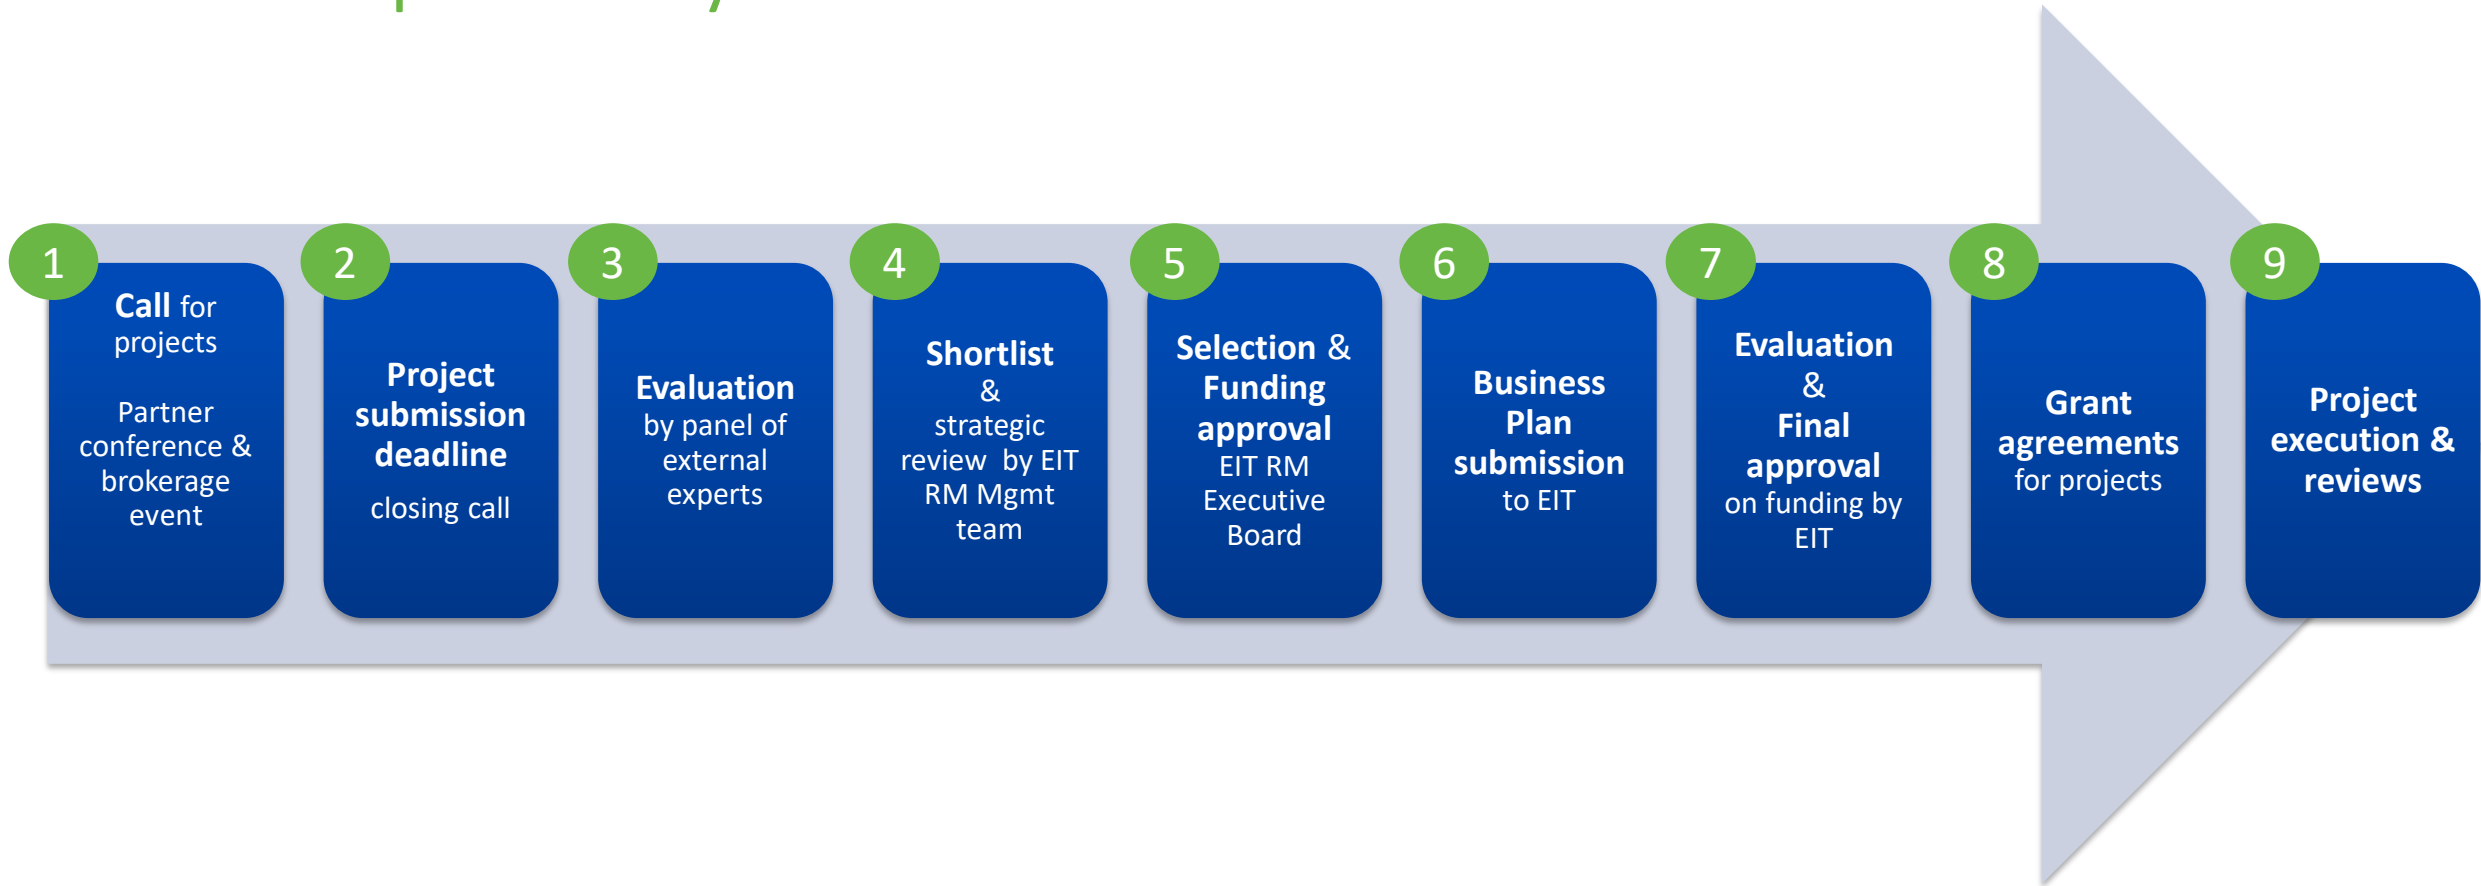 1
Call for
projects
Partner
conference &
brokerage
event
2
Project
submission
deadline
closing call
3
Evaluation
by panel of
external
experts
4
Shortlist
&
strategic
review by EIT
RM Mgmt
team
5
Selection &
Funding
approval
EIT RM
Executive
Board
6
Business
Plan
submission
to EIT
7
Evaluation
&
Final
approval
on funding by
EIT
8
Grant
agreements
for projects
9
Project
execution &
reviews